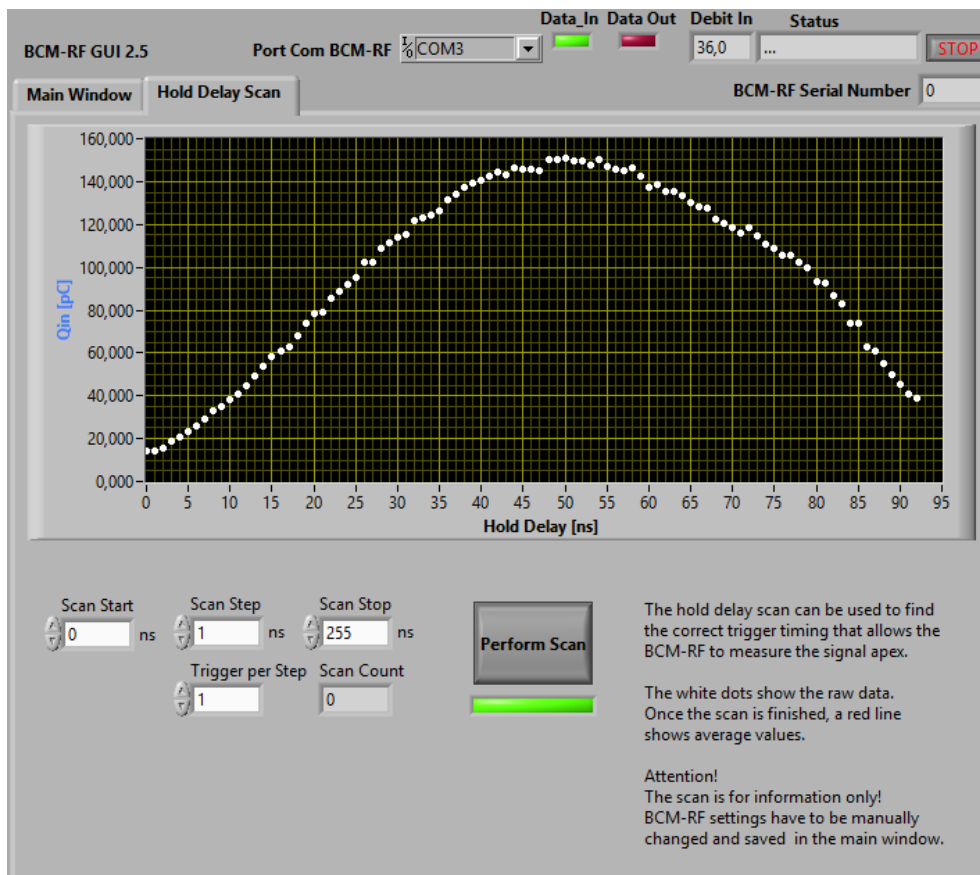 Data_In Data Out Debit In Status
BCM-RF GUI 2.5 Port Com BCM-RF I/O COM3 36,0 ... STOP
Main Window Hold Delay Scan BCM-RF Serial Number 0
160,000
140,000
120,000
100,000
80,000
60,000
40,000
20,000
0,000
Qin [pC]
0 5 10 15 20 25 30 35 40 45 50 55 60 65 70 75 80 85 90 95
Hold Delay [ns]
Scan Start Scan Step Scan Stop
0 ns 1 ns 255 ns
Trigger per Step Scan Count
1 0
Perform Scan
The hold delay scan can be used to find
the correct trigger timing that allows the
BCM-RF to measure the signal apex.
The white dots show the raw data.
Once the scan is finished, a red line
shows average values.
Attention!
The scan is for information only!
BCM-RF settings have to be manually
changed and saved in the main window.